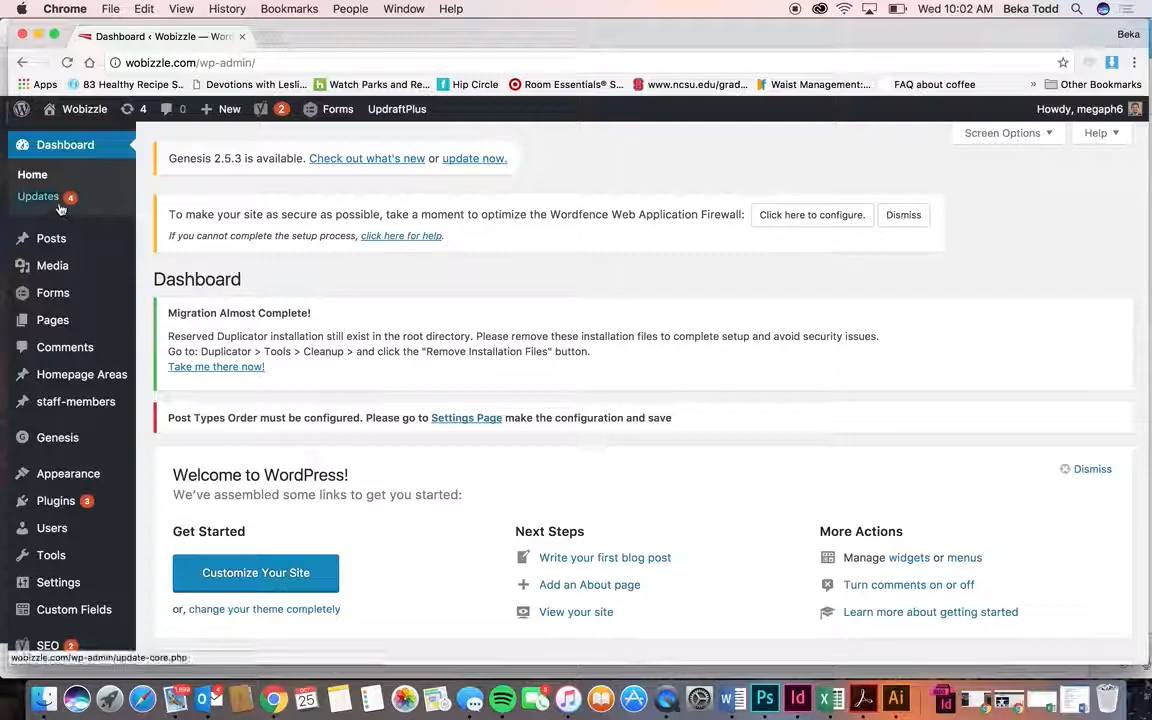 Chrome File Edit View History Bookmarks People Window Help Wed 10:02 AM Beka Todd
Dashboard ‹ Wobizzle — Wor Beka
wobizzle.com/wp-admin/
Apps 83 Healthy Recipe S... Devotions with Lesli... Watch Parks and Re... Hip Circle Room Essentials® S... www.ncsu.edu/grad... Waist Management:... FAQ about coffee » Other Bookmarks
Wobizzle 4 0 New 2 Forms UpdraftPlus Howdy, megaph6
Screen Options Help
Dashboard
Home
Updates 4
Posts
Media
Forms
Pages
Comments
Homepage Areas
staff-members
Genesis
Appearance
Plugins 3
Users
Tools
Settings
Custom Fields
SEO 2
wobizzle.com/wp-admin/update-core.php
Genesis 2.5.3 is available. Check out what's new or update now.
To make your site as secure as possible, take a moment to optimize the Wordfence Web Application Firewall: Click here to configure. Dismiss
If you cannot complete the setup process, click here for help.
Dashboard
Migration Almost Complete!
Reserved Duplicator installation still exist in the root directory. Please remove these installation files to complete setup and avoid security issues.
Go to: Duplicator > Tools > Cleanup > and click the "Remove Installation Files" button.
Take me there now!
Post Types Order must be configured. Please go to Settings Page make the configuration and save
Welcome to WordPress! Dismiss
We've assembled some links to get you started:
Get Started
Customize Your Site
or, change your theme completely
Next Steps
Write your first blog post
Add an About page
View your site
More Actions
Manage widgets or menus
Turn comments on or off
Learn more about getting started
OCT
25
W Ps Id X Ai Id